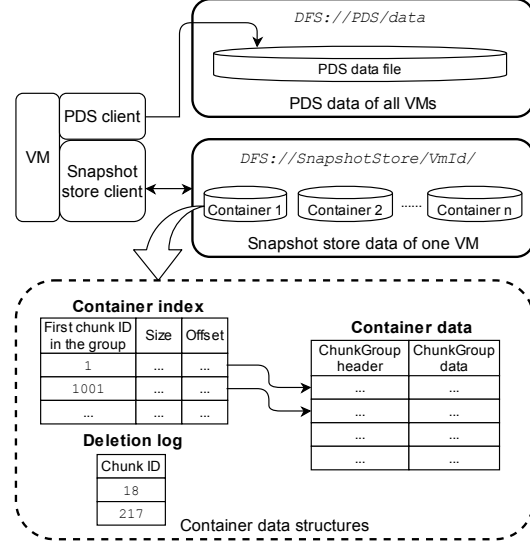 DFS://PDS/data
PDS data file
PDS data of all VMs
VM
PDS client
Snapshot
store client
DFS://SnapshotStore/VmId/
Container 1
Container 2
......
Container n
Snapshot store data of one VM
Container index
First chunk ID
in the group
Size
Offset
1
...
...
1001
...
...
...
...
...
Container data
ChunkGroup
header
ChunkGroup
data
...
...
...
...
...
...
...
...
Deletion log
Chunk ID
18
217
Container data structures